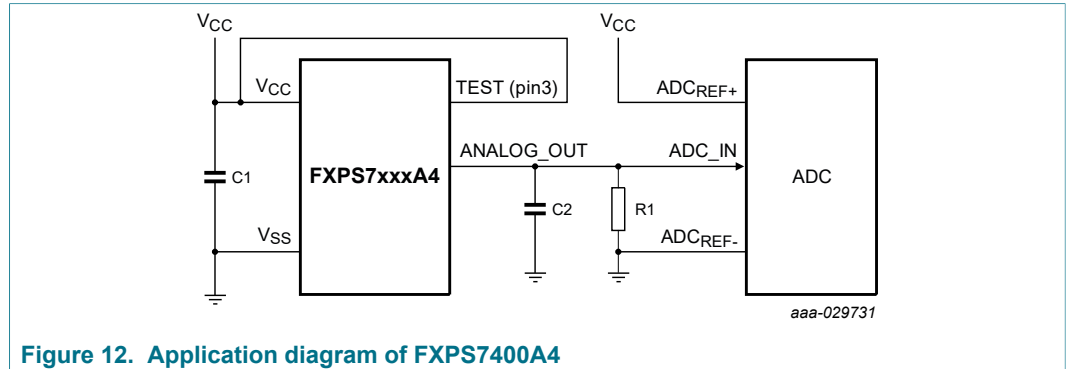 VCC
VCC
VCC
TEST (pin3)
ADCREF+
ANALOG_OUT
ADC_IN
FXPS7xxxA4
ADC
C1
C2
R1
VSS
ADCREF-
aaa-029731
Figure 12. Application diagram of FXPS7400A4